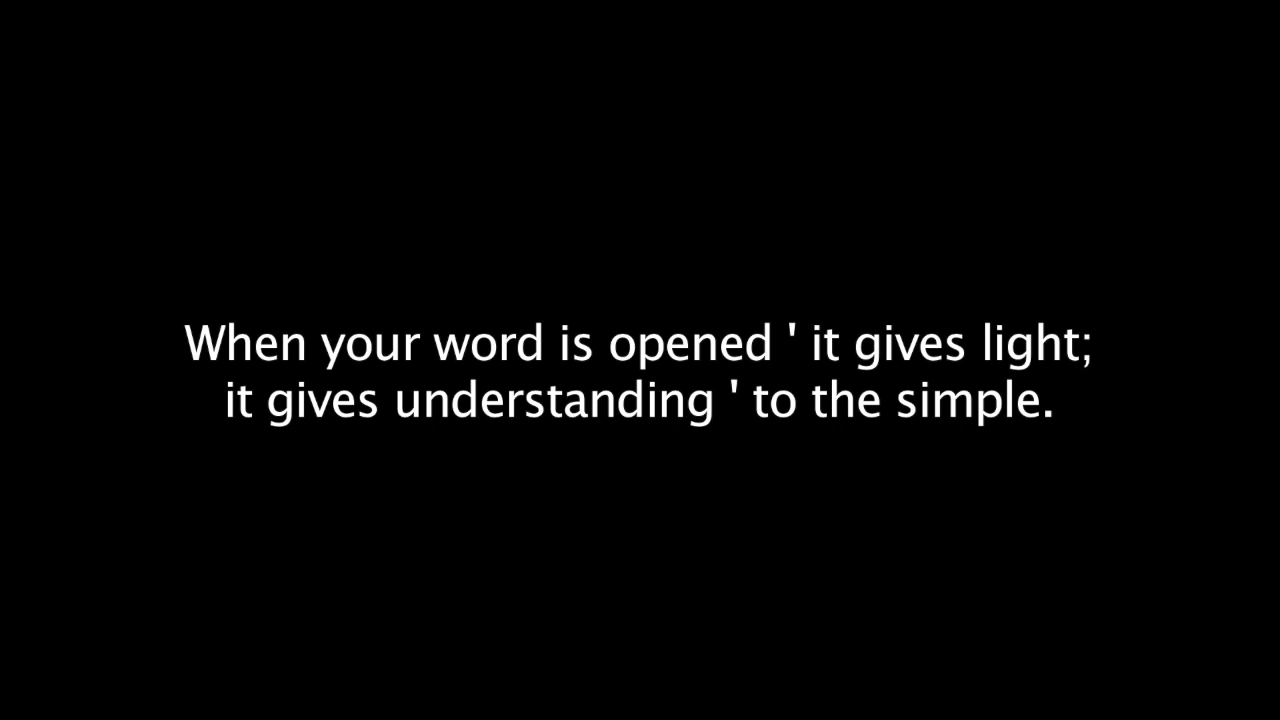 When your word is opened ' it gives light;
it gives understanding ' to the simple.